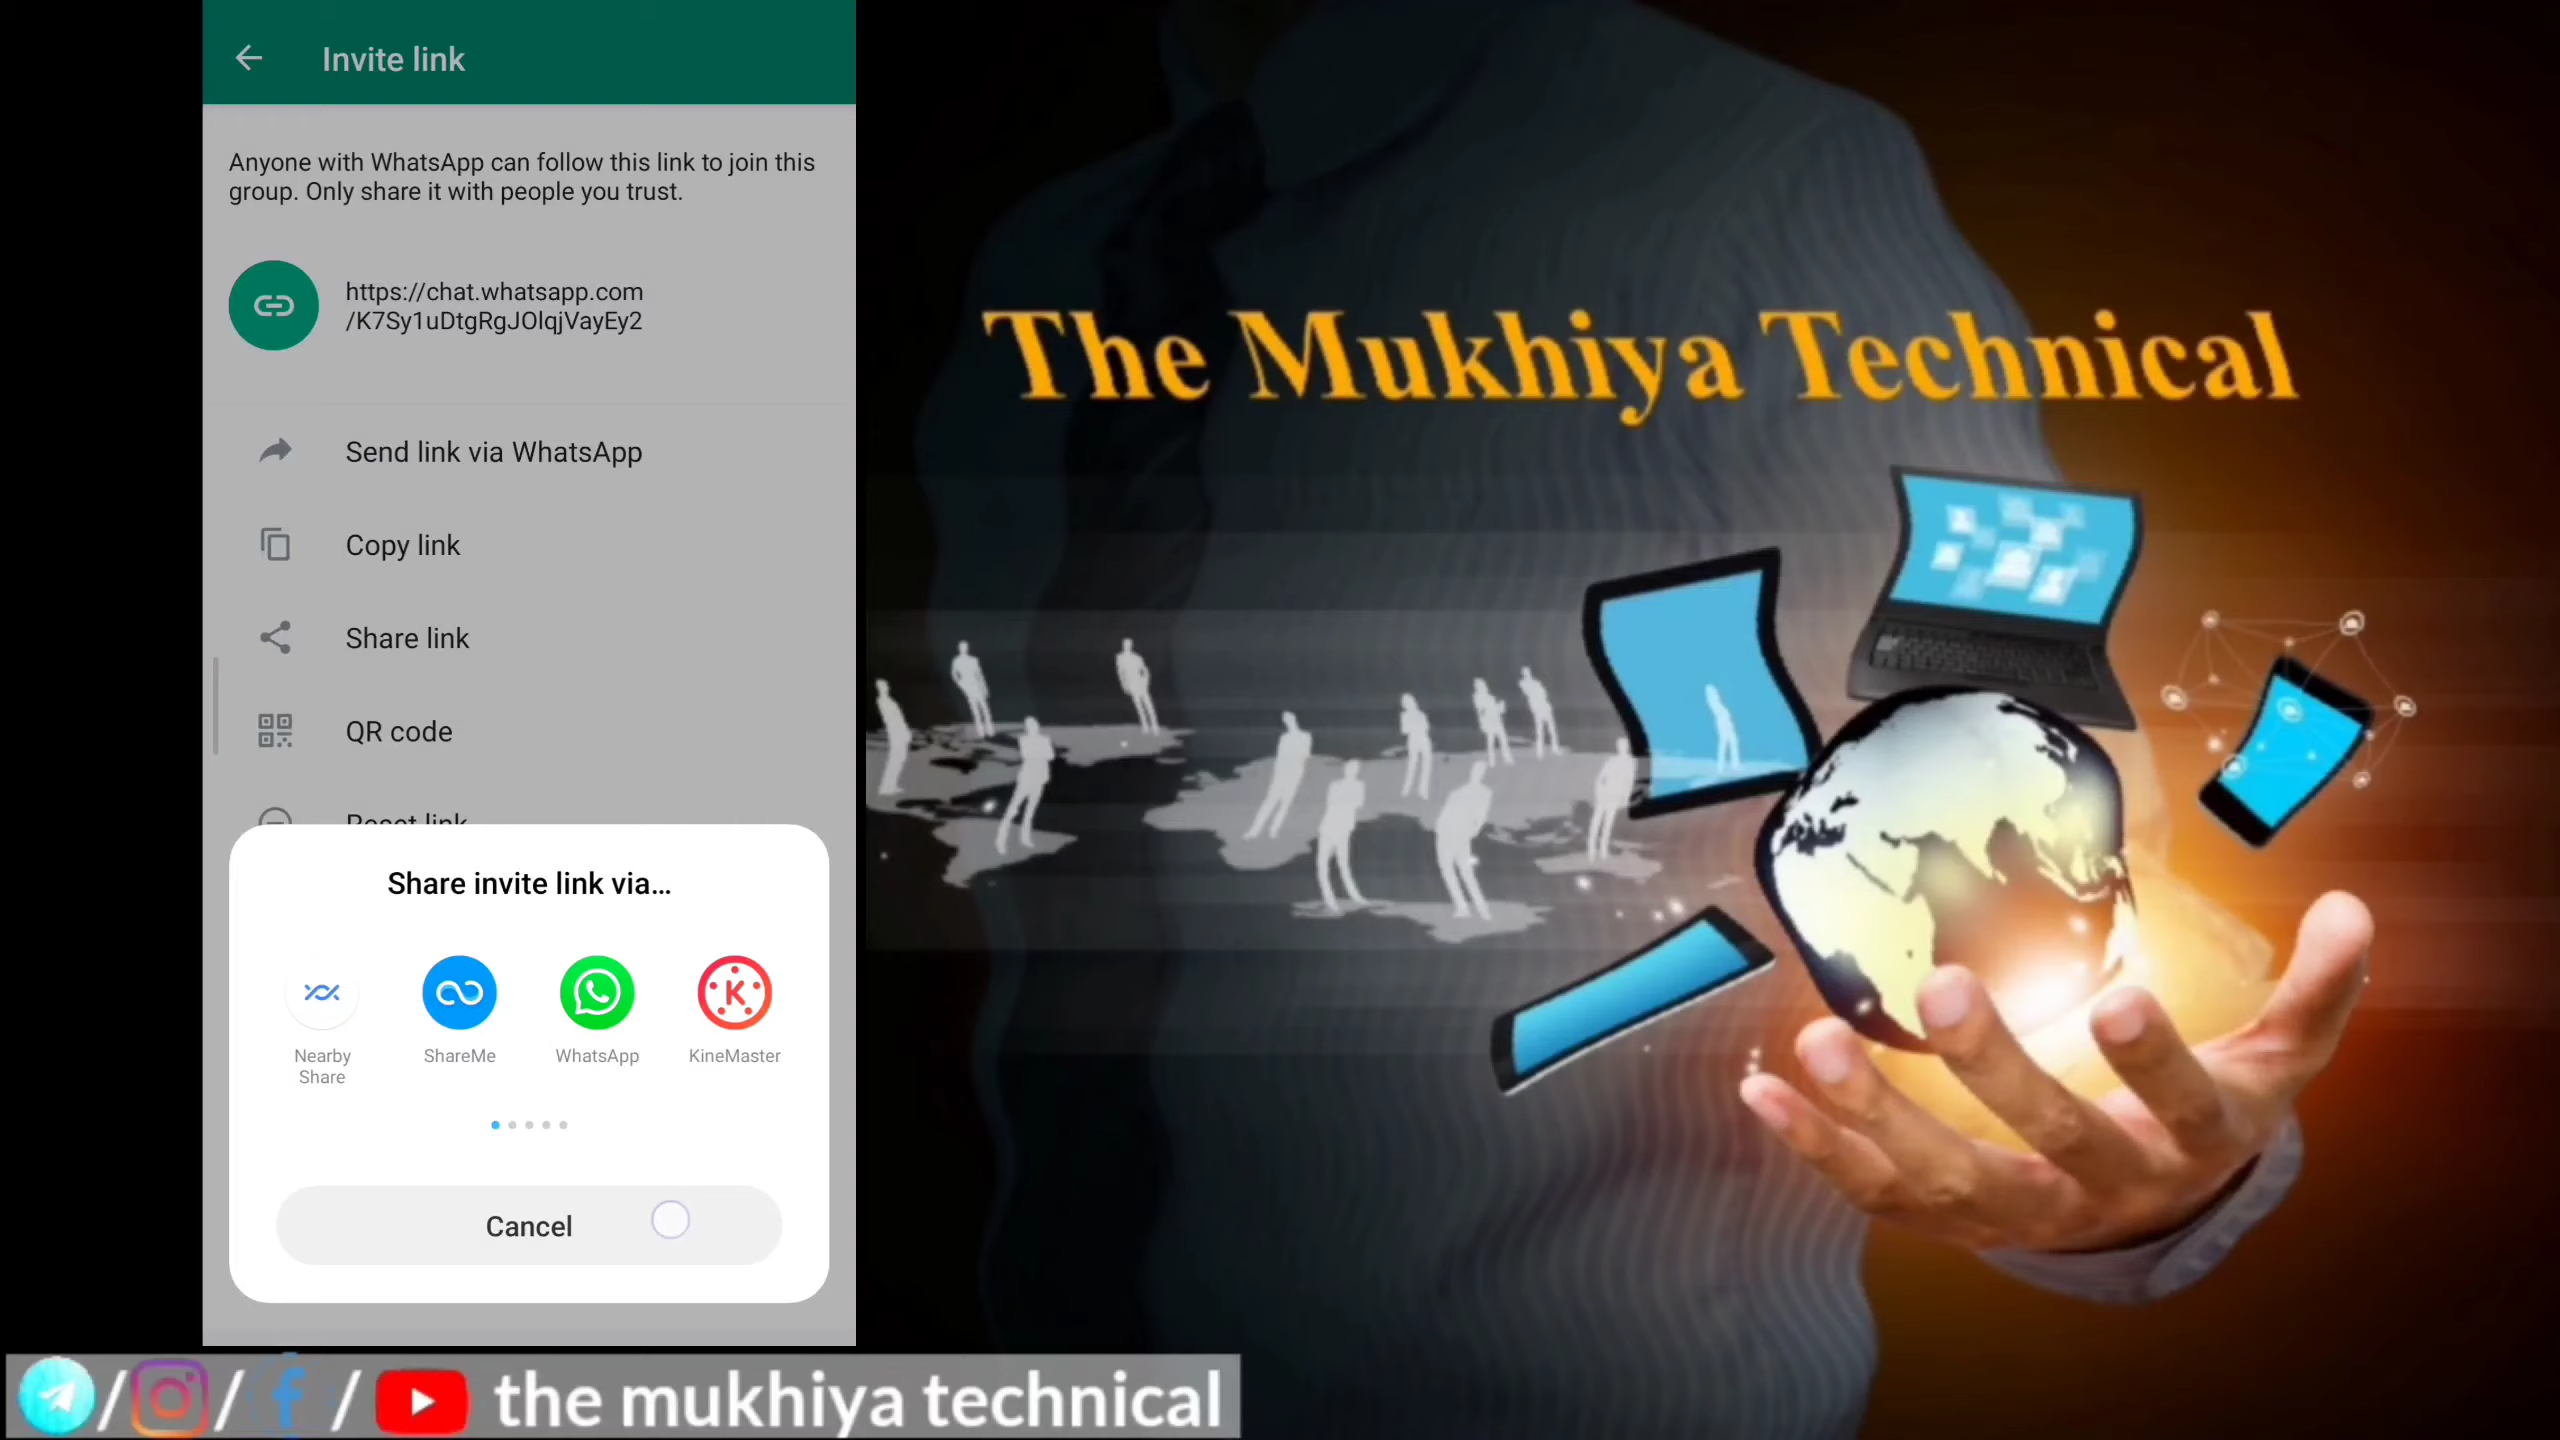 Invite link
Anyone with WhatsApp can follow this link to join this
group. Only share it with people you trust.
https://chat.whatsapp.com
/K7Sy1uDtgRgJOlqjVayEy2
Send link via WhatsApp
Copy link
Share link
QR code
Reset link
Share invite link via...
Nearby
Share
ShareMe
WhatsApp
KineMaster
Cancel
The Mukhiya Technical
/ / / the mukhiya technical